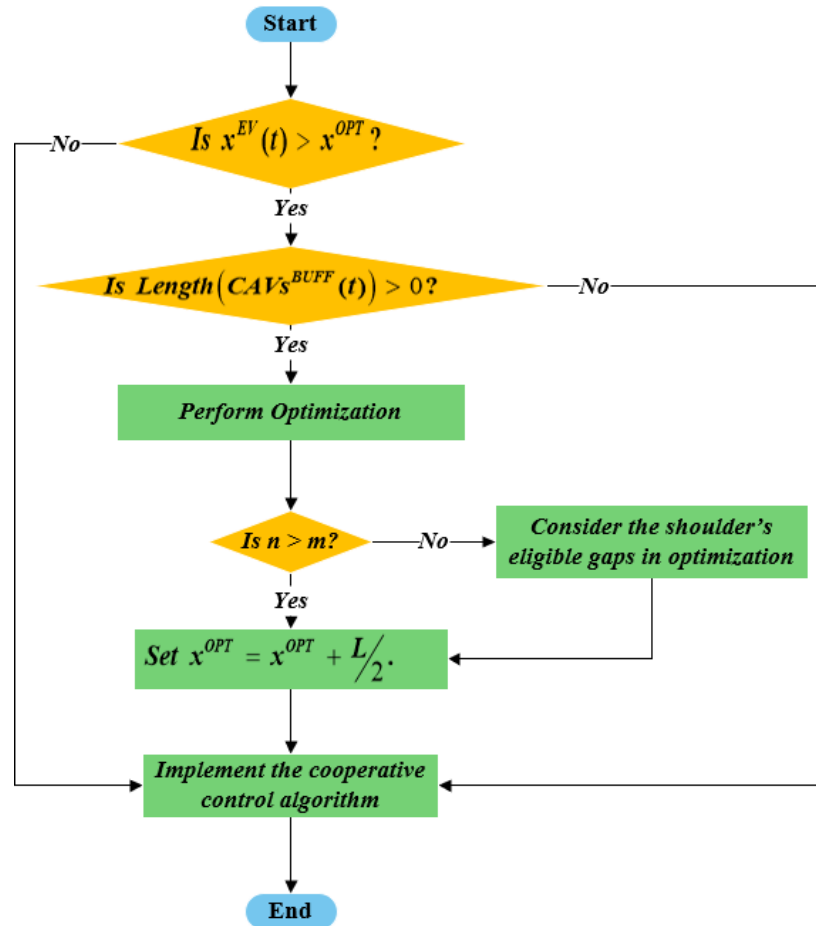 Start
Is x^EV(t) > x^OPT?
No
Yes
Is Length(CAVs^BUFF(t)) > 0?
No
Yes
Perform Optimization
Is n > m?
No
Consider the shoulder's
eligible gaps in optimization
Yes
Set x^OPT = x^OPT + L/2.
Implement the cooperative
control algorithm
End